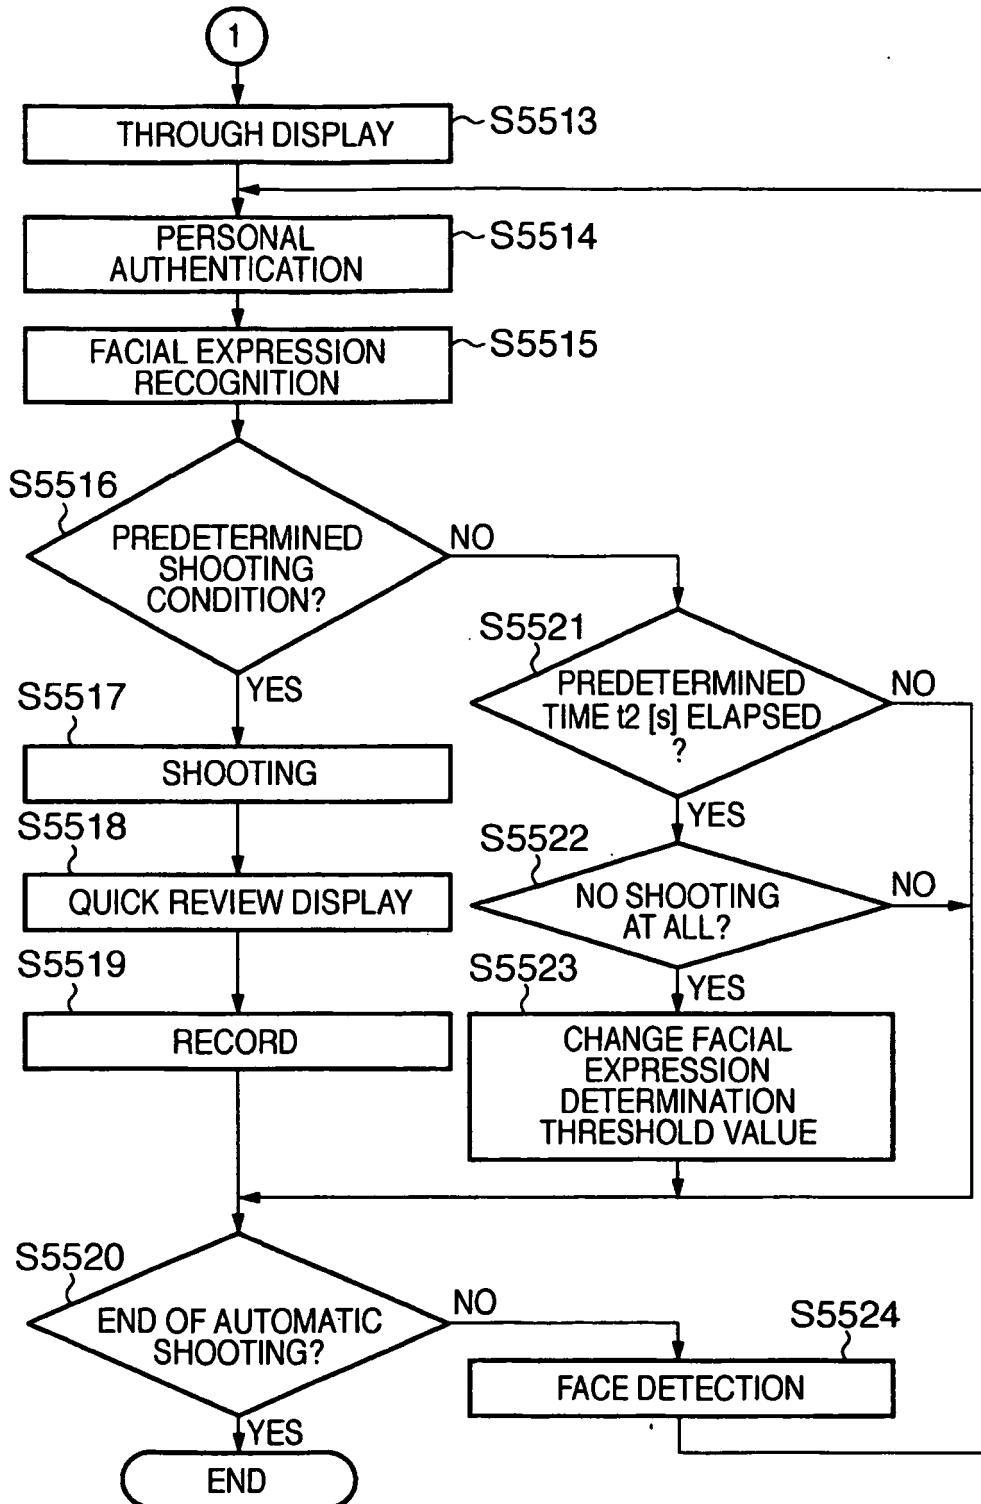 1
THROUGH DISPLAY
S5513
PERSONAL
AUTHENTICATION
S5514
FACIAL EXPRESSION
RECOGNITION
S5515
S5516
PREDETERMINED
SHOOTING
CONDITION?
NO
YES
S5521
PREDETERMINED
TIME t2 [s] ELAPSED
?
NO
YES
S5517
SHOOTING
S5522
NO SHOOTING
AT ALL?
NO
YES
S5518
QUICK REVIEW DISPLAY
S5523
CHANGE FACIAL
EXPRESSION
DETERMINATION
THRESHOLD VALUE
S5519
RECORD
S5520
END OF AUTOMATIC
SHOOTING?
NO
YES
S5524
FACE DETECTION
END